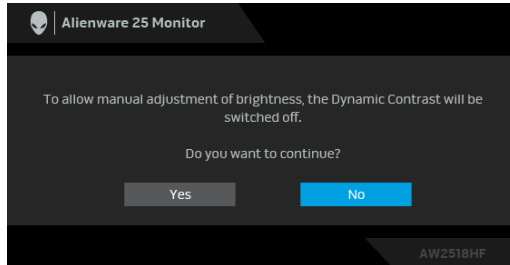 Alienware 25 Monitor
To allow manual adjustment of brightness, the Dynamic Contrast will be
switched off.
Do you want to continue?
Yes
No
AW2518HF